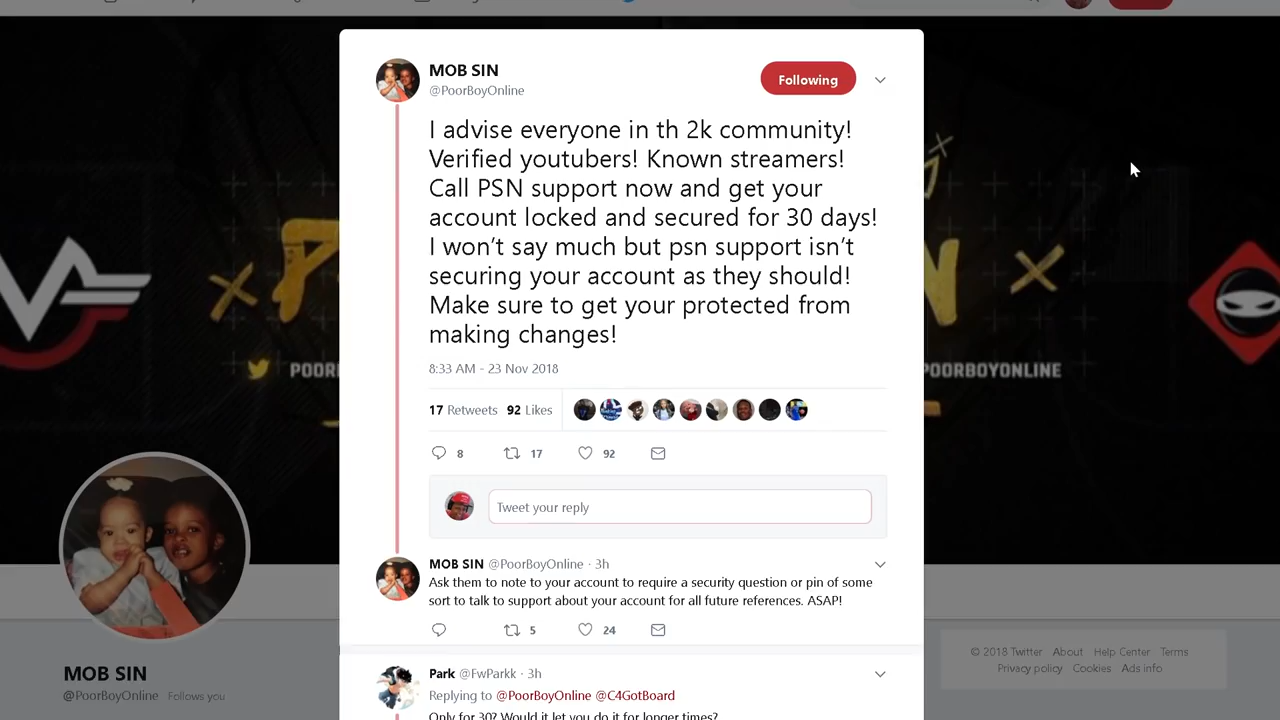 MOB SIN
@PoorBoyOnline
Following
I advise everyone in th 2k community!
Verified youtubers! Known streamers!
Call PSN support now and get your
account locked and secured for 30 days!
I won't say much but psn support isn't
securing your account as they should!
Make sure to get your protected from
making changes!
8:33 AM - 23 Nov 2018
17 Retweets 92 Likes
8 17 92
Tweet your reply
MOB SIN @PoorBoyOnline · 3h
Ask them to note to your account to require a security question or pin of some
sort to talk to support about your account for all future references. ASAP!
5 24
Park @FwParkk · 3h
Replying to @PoorBoyOnline @C4GotBoard
Only for 30? Would it let you do it for longer times?
POORBOYONLINE
MOB SIN
@PoorBoyOnline Follows you
© 2018 Twitter About Help Center Terms
Privacy policy Cookies Ads info